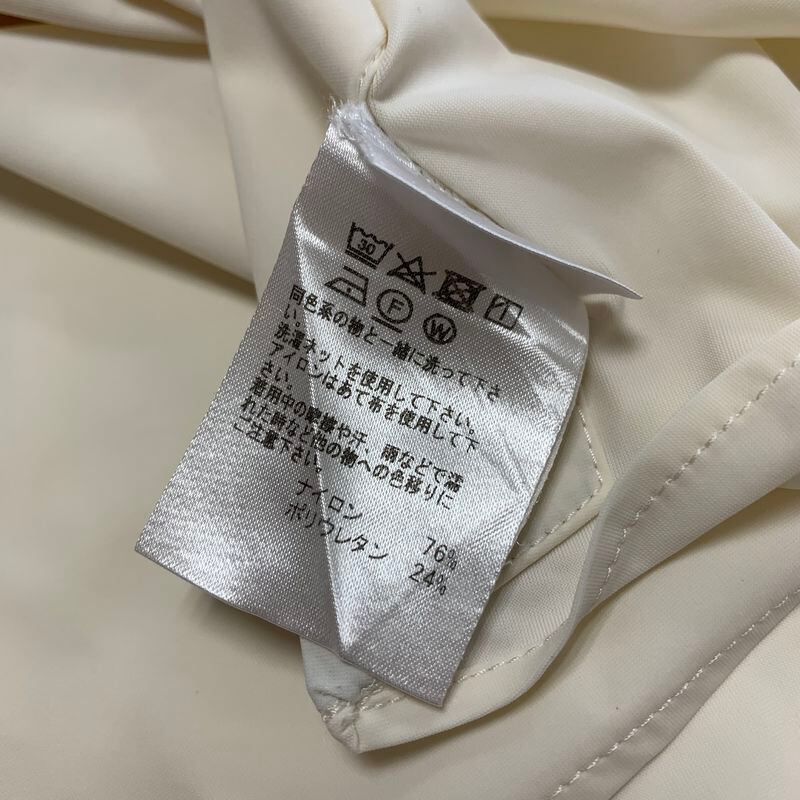 30
F W
同色系の物と一緒に洗って下さ
い。
洗濯ネットを使用して下さい。
アイロンはあて布を使用して下
さい。
着用中の摩擦や汗、雨などで濡
れた時など他の物への色移りに
ご注意下さい。
ナイロン 76%
ポリウレタン 24%